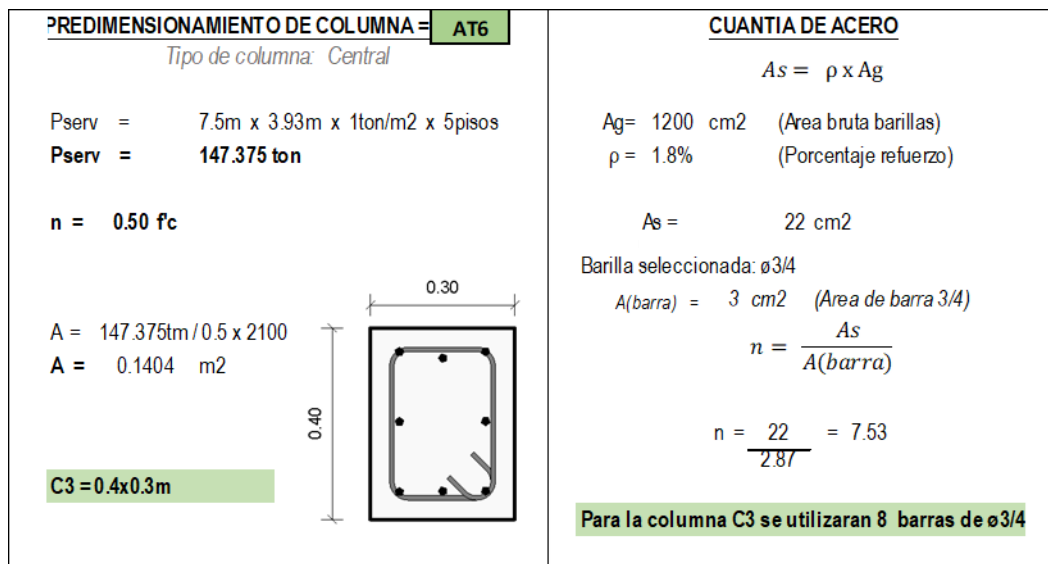 PREDIMENSIONAMIENTO DE COLUMNA = AT6
Tipo de columna: Central
Pserv = 7.5m x 3.93m x 1ton/m2 x 5pisos
Pserv = 147.375 ton
n = 0.50 f'c
0.30
0.40
A = 147.375tm / 0.5 x 2100
A = 0.1404 m2
C3 =0.4x0.3m
CUANTIA DE ACERO
As = ρ x Ag
Ag= 1200 cm2 (Area bruta barillas)
ρ = 1.8% (Porcentaje refuerzo)
As = 22 cm2
Barilla seleccionada: ø3/4
A(barra) = 3 cm2 (Area de barra 3/4)
n = As / A(barra)
n = 22 / 2.87 = 7.53
Para la columna C3 se utilizaran 8 barras de ø3/4